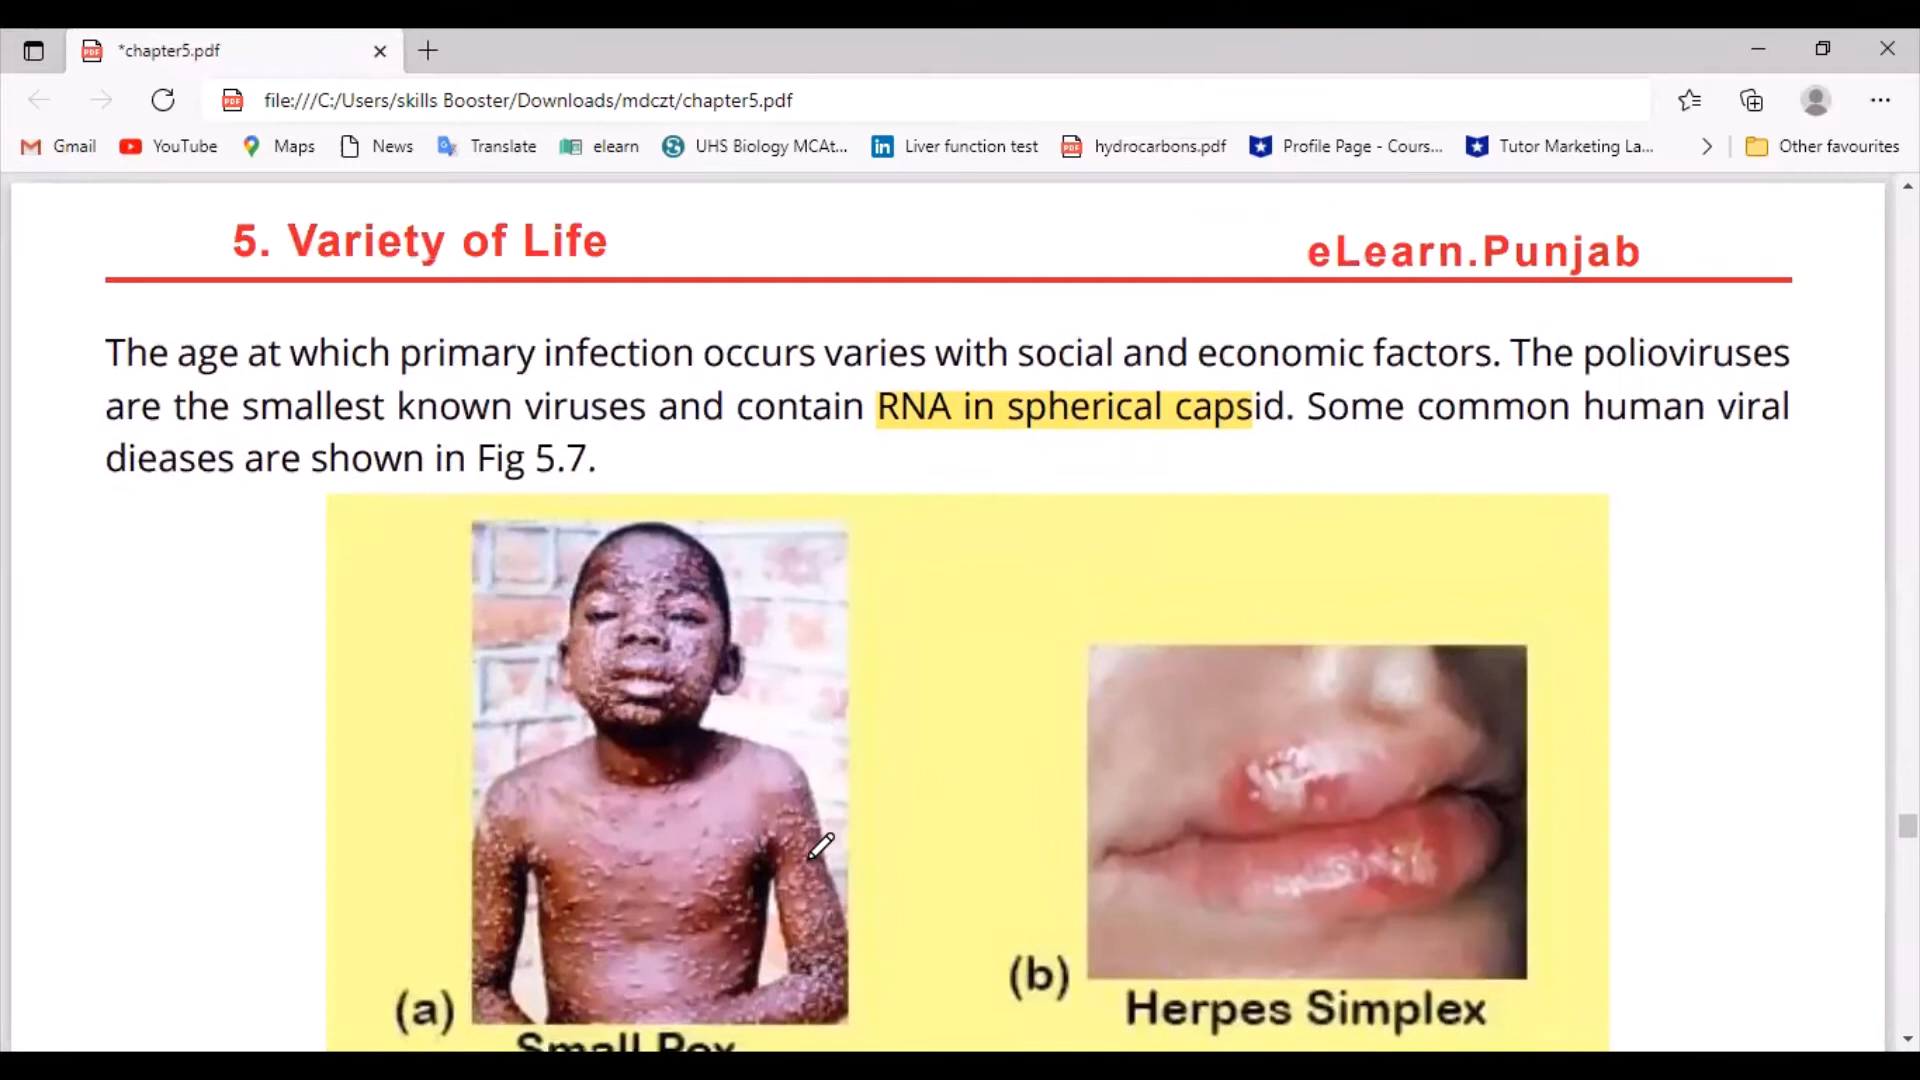 *chapter5.pdf
file:///C:/Users/skills Booster/Downloads/mdczt/chapter5.pdf
Gmail YouTube Maps News Translate elearn UHS Biology MCAt... Liver function test hydrocarbons.pdf Profile Page - Cours... Tutor Marketing La... Other favourites
5. Variety of Life eLearn.Punjab
The age at which primary infection occurs varies with social and economic factors. The polioviruses
are the smallest known viruses and contain RNA in spherical capsid. Some common human viral
dieases are shown in Fig 5.7.
(a) Small Pox
(b) Herpes Simplex